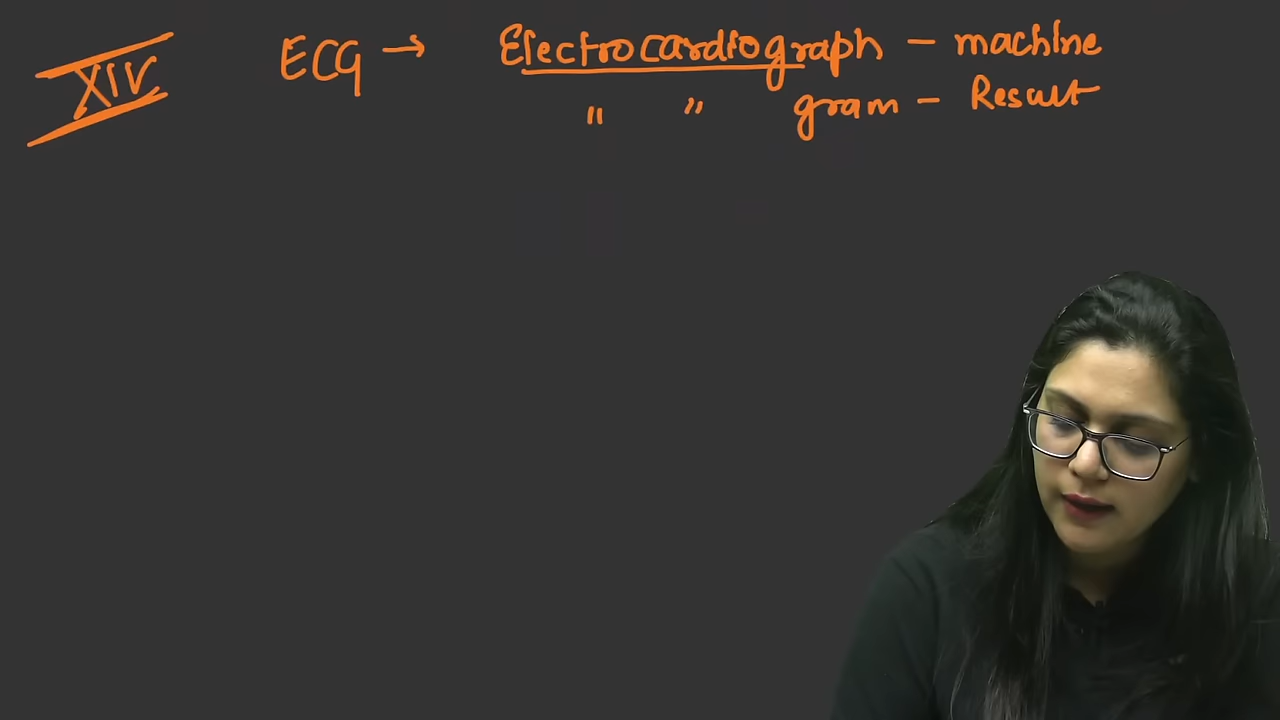 XIV
ECG → Electrocardiograph – machine
" " gram – Result